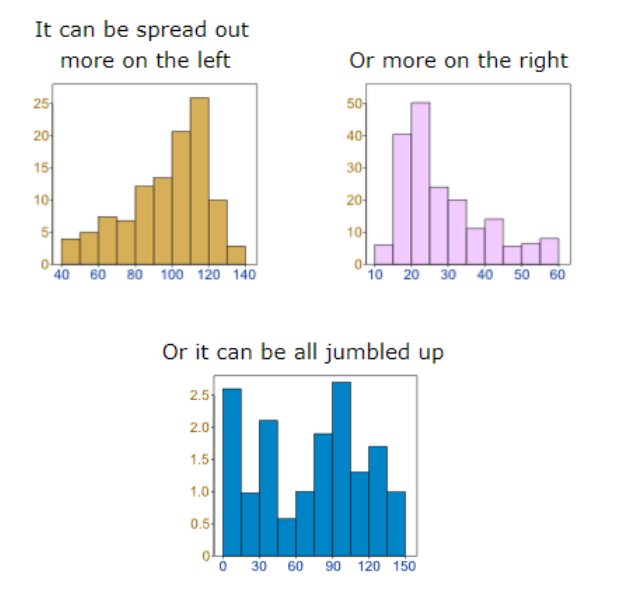 It can be spread out
more on the left
Or more on the right
25
20
15
10
5
0
40 60 80 100 120 140
50
40
30
20
10
0
10 20 30 40 50 60
Or it can be all jumbled up
2.5
2.0
1.5
1.0
0.5
0
0 30 60 90 120 150